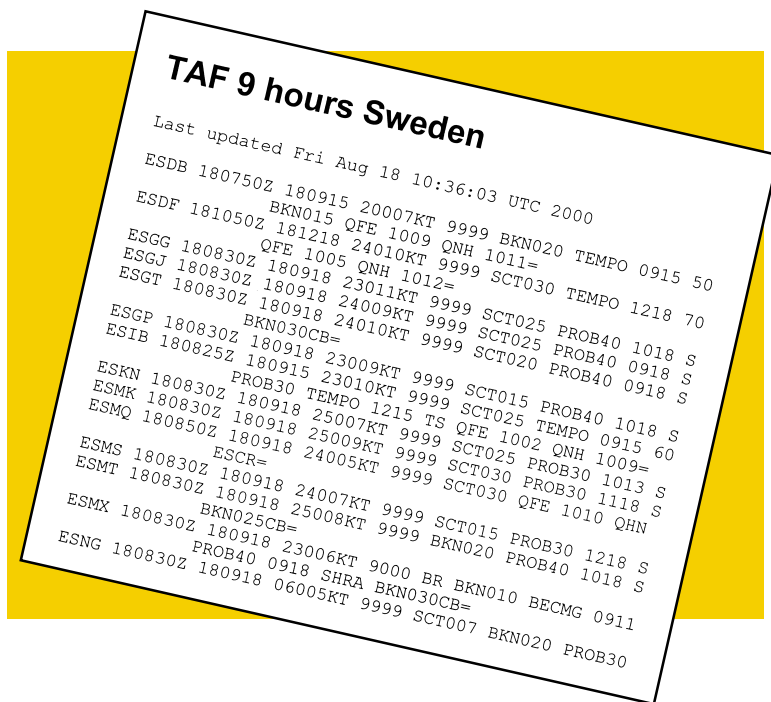 TAF 9 hours Sweden
Last updated Fri Aug 18 10:36:03 UTC 2000
ESDB 180750Z 180915 20007KT 9999 BKN020 TEMPO 0915 50
BKN015 QFE 1009 QNH 1011=
ESDF 181050Z 181218 24010KT 9999 SCT030 TEMPO 1218 70
QFE 1005 QNH 1012=
ESGG 180830Z 180918 23011KT 9999 SCT025 PROB40 1018 S
ESGJ 180830Z 180918 24009KT 9999 SCT025 PROB40 0918 S
ESGT 180830Z 180918 24010KT 9999 SCT020 PROB40 0918 S
BKN030CB=
ESGP 180830Z 180918 23009KT 9999 SCT015 PROB40 1018 S
ESIB 180825Z 180915 23010KT 9999 SCT025 TEMPO 0915 60
PROB30 TEMPO 1215 TS QFE 1002 QNH 1009=
ESKN 180830Z 180918 25007KT 9999 SCT025 PROB30 1013 S
ESMK 180830Z 180918 25009KT 9999 SCT030 PROB30 1118 S
ESMQ 180850Z 180918 24005KT 9999 SCT030 QFE 1010 QHN
ESCR=
ESMS 180830Z 180918 24007KT 9999 SCT015 PROB30 1218 S
ESMT 180830Z 180918 25008KT 9999 BKN020 PROB40 1018 S
BKN025CB=
ESMX 180830Z 180918 23006KT 9000 BR BKN010 BECMG 0911
PROB40 0918 SHRA BKN030CB=
ESNG 180830Z 180918 06005KT 9999 SCT007 BKN020 PROB30